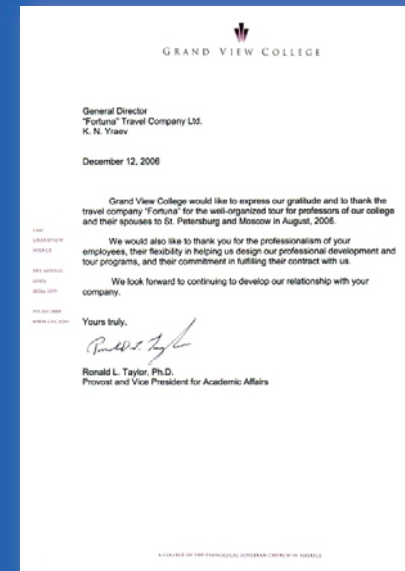 GRAND VIEW COLLEGE
General Director
"Fortuna" Travel Company Ltd.
K. N. Yraev
December 12, 2006
Grand View College would like to express our gratitude and to thank the
travel company "Fortuna" for the well-organized tour for professors of our college
and their spouses to St. Petersburg and Moscow in August, 2006.
We would also like to thank you for the professionalism of your
employees, their flexibility in helping us design our professional development and
tour programs, and their commitment in fulfilling their contract with us.
We look forward to continuing to develop our relationship with your
company.
GRANDVIEW
AVENUE
Yours truly,
Ronald L. Taylor, Ph.D.
Provost and Vice President for Academic Affairs
A COLLEGE OF THE EVANGELICAL LUTHERAN CHURCH IN AMERICA